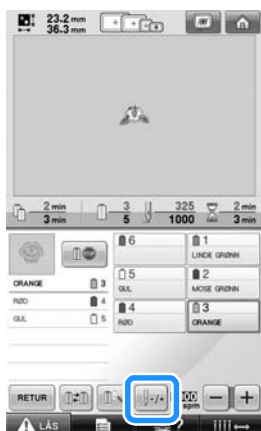 23.2 mm
36.3 mm
2 min
3 min
3
5
325
1000
2 min
3 min
ORANGE 3
RØD 4
GUL 5
6
1
LINDE GRØNN
5
GUL
2
MOSE GRØNN
4
RØD
3
ORANGE
RETUR
-/+
spm
-
+
LÅS
?